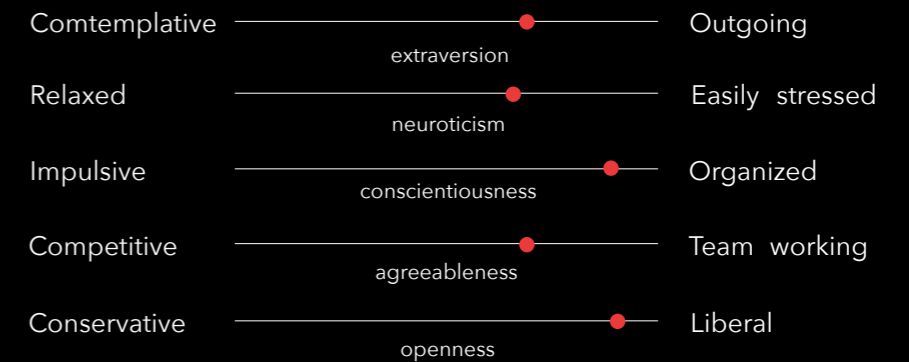 Comtemplative Outgoing
extraversion
Relaxed Easily stressed
neuroticism
Impulsive Organized
conscientiousness
Competitive Team working
agreeableness
Conservative Liberal
openness